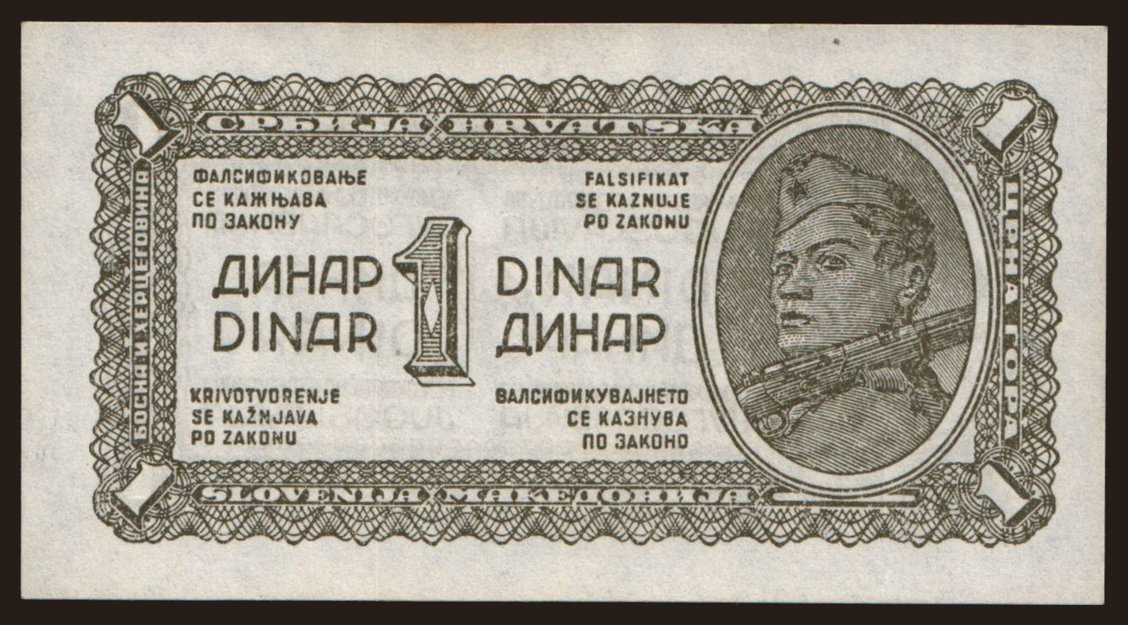 СРБИЈА HRVATSKA
БОСНА И ХЕРЦЕГОВИНА
ЦРНА ГОРА
ФАЛСИФИКОВАЊЕ
СЕ КАЖЊАВА
ПО ЗАКОНУ
FALSIFIKAT
SE KAZNUJE
PO ZAKONU
ДИНАР
DINAR
1
DINAR
ДИНАР
KRIVOTVORENJE
SE KAŽNJAVA
PO ZAKONU
ВАЛСИФИКУВАЈНЕТО
СЕ КАЗНУВА
ПО ЗАКОНО
SLOVENIJA МАКЕДОНИЈА